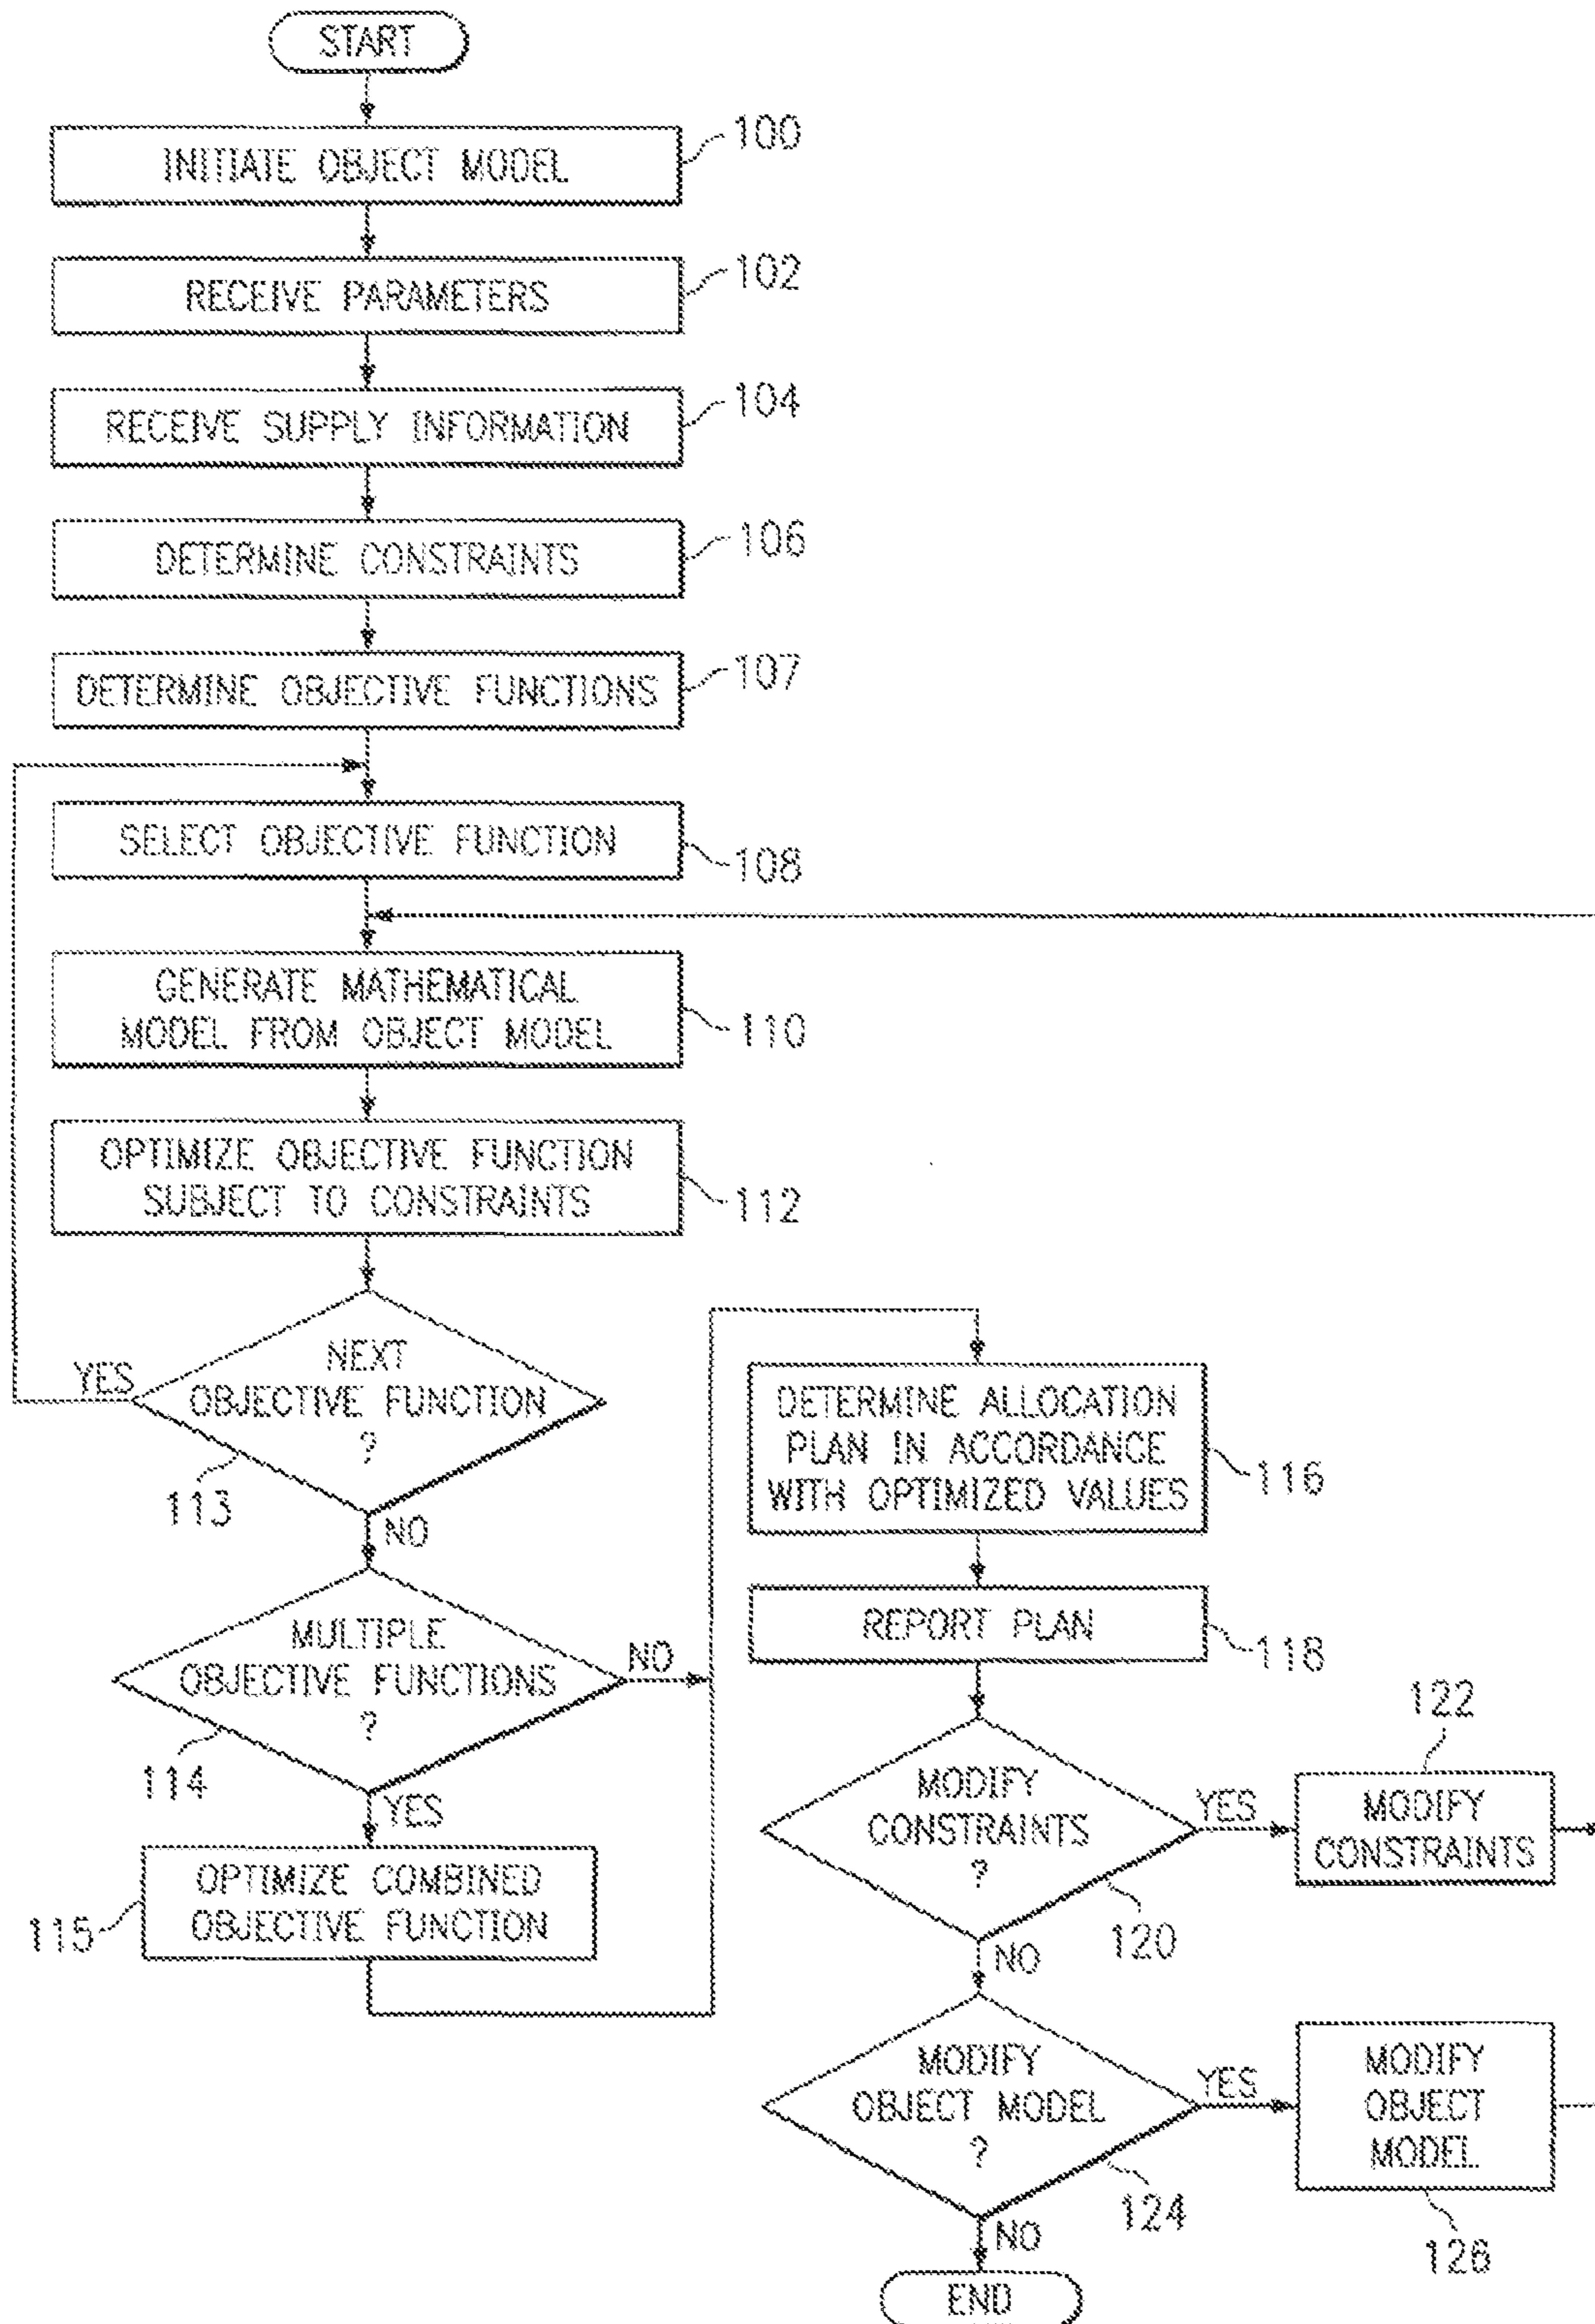 START
INITIATE OBJECT MODEL
100
RECEIVE PARAMETERS
102
RECEIVE SUPPLY INFORMATION
104
DETERMINE CONSTRAINTS
106
DETERMINE OBJECTIVE FUNCTIONS
107
SELECT OBJECTIVE FUNCTION
108
GENERATE MATHEMATICAL
MODEL FROM OBJECT MODEL
110
OPTIMIZE OBJECTIVE FUNCTION
SUBJECT TO CONSTRAINTS
112
NEXT
OBJECTIVE FUNCTION
?
YES
113
NO
MULTIPLE
OBJECTIVE FUNCTIONS
?
NO
114
YES
OPTIMIZE COMBINED
OBJECTIVE FUNCTION
115
DETERMINE ALLOCATION
PLAN IN ACCORDANCE
WITH OPTIMIZED VALUES
116
REPORT PLAN
118
MODIFY
CONSTRAINTS
?
YES
120
NO
122
MODIFY
CONSTRAINTS
MODIFY
OBJECT MODEL
?
YES
124
NO
MODIFY
OBJECT
MODEL
126
END